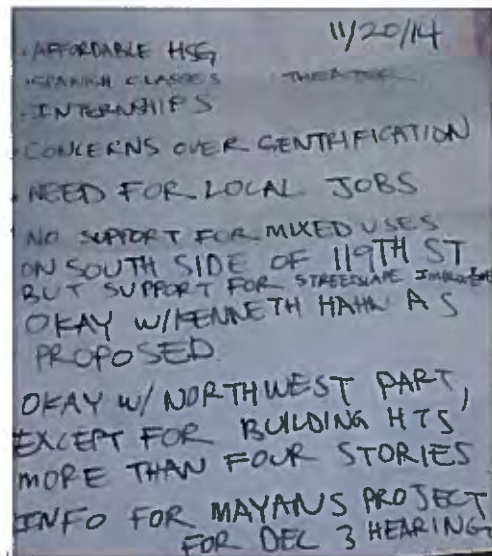 11/20/14
• AFFORDABLE HSG
• SPANISH CLASSES THEATER
• INTERNSHIPS
• CONCERNS OVER GENTRIFICATION
• NEED FOR LOCAL JOBS
NO SUPPORT FOR MIXED USES
ON SOUTH SIDE OF 119TH ST
BUT SUPPORT FOR STREETSCAPE
OKAY W/KENNETH HAHN AS
PROPOSED
OKAY W/ NORTHWEST PART,
EXCEPT FOR BUILDING HTS
MORE THAN FOUR STORIES
INFO FOR MAYANS PROJECT
FOR DEC 3 HEARING